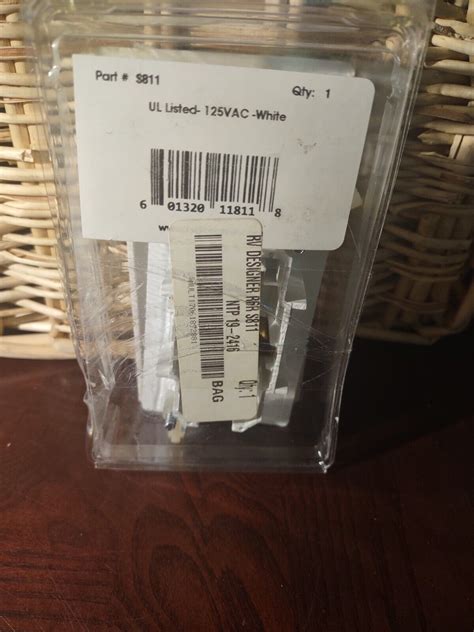 Part # S811 Qty: 1
UL Listed- 125VAC -White
6 01320 11811 8
RV DESIGNER RGR S811
NTP 19-2416 Qty:1
BAG